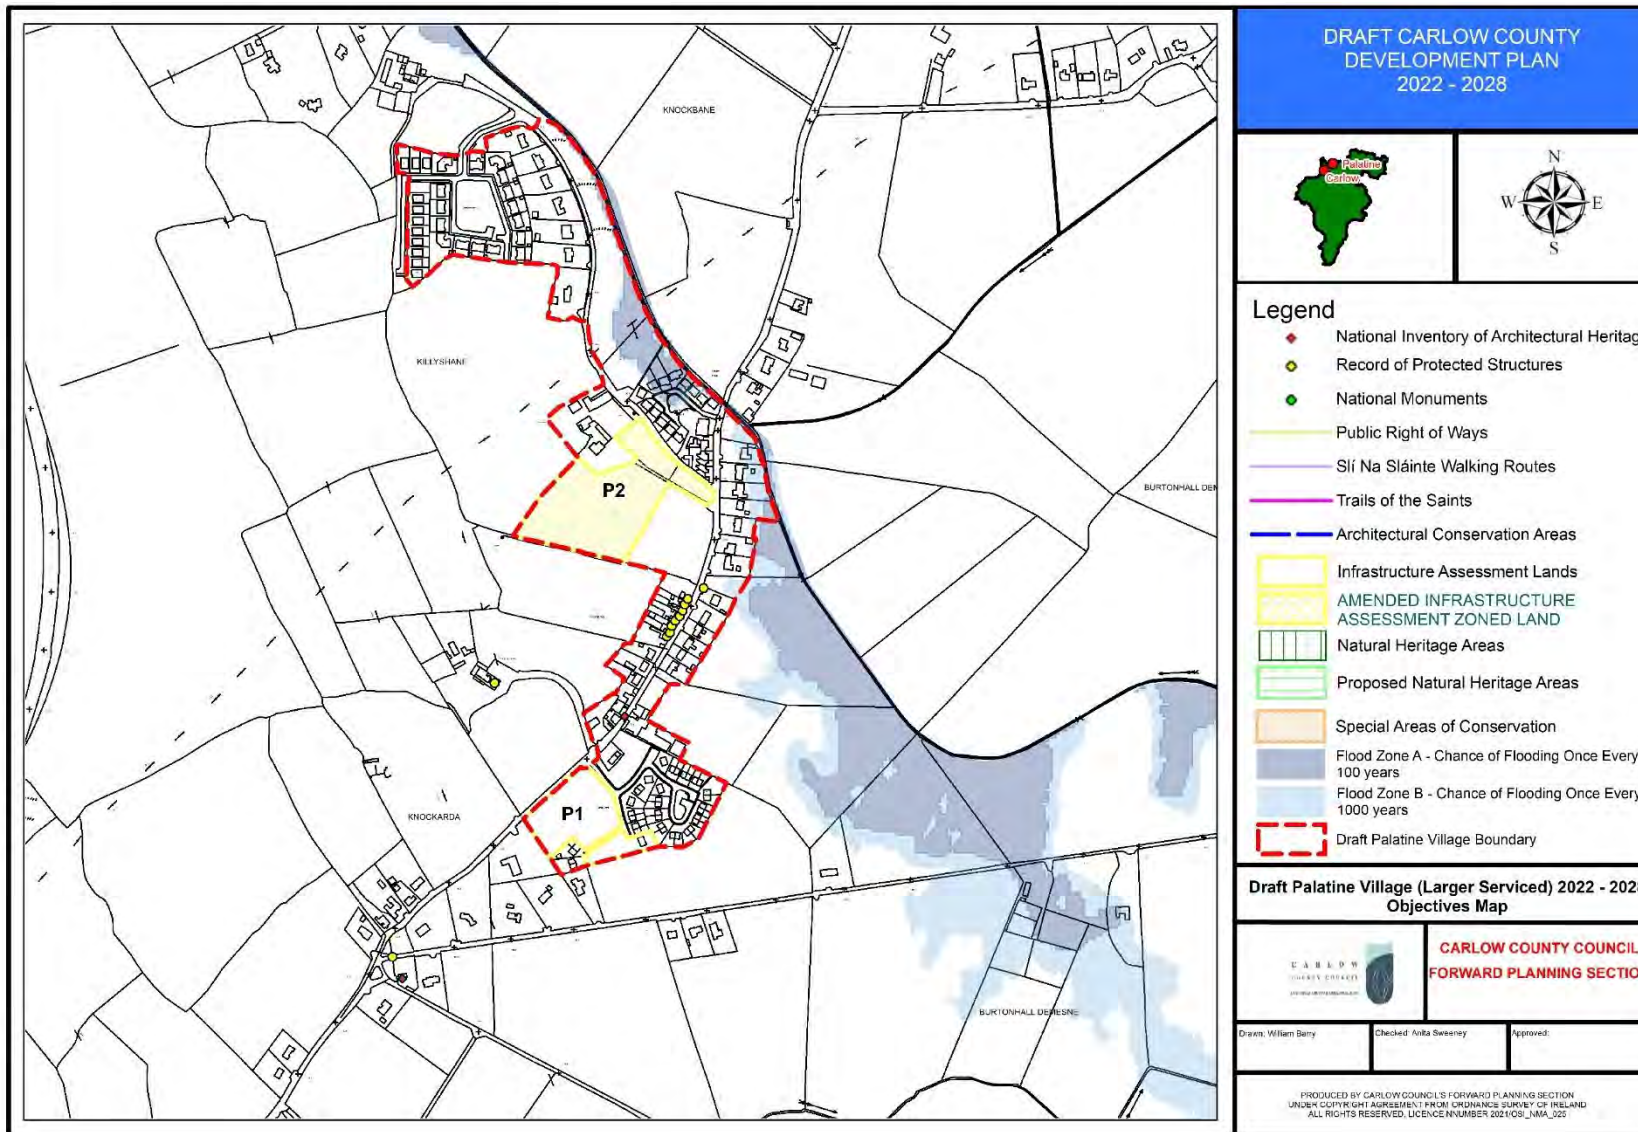 DRAFT CARLOW COUNTY
DEVELOPMENT PLAN
2022 - 2028
Palatine
Carlow
N
W
E
S
Legend
National Inventory of Architectural Heritag
Record of Protected Structures
National Monuments
Public Right of Ways
Slí Na Sláinte Walking Routes
Trails of the Saints
Architectural Conservation Areas
Infrastructure Assessment Lands
AMENDED INFRASTRUCTURE
ASSESSMENT ZONED LAND
Natural Heritage Areas
Proposed Natural Heritage Areas
Special Areas of Conservation
Flood Zone A - Chance of Flooding Once Every
100 years
Flood Zone B - Chance of Flooding Once Every
1000 years
Draft Palatine Village Boundary
Draft Palatine Village (Larger Serviced) 2022 - 202
Objectives Map
CARLOW
COUNTY COUNCIL
CARLOW COUNTY COUNCIL
FORWARD PLANNING SECTIO
Drawn: William Barry
Checked: Anita Sweeney
Approved:
PRODUCED BY CARLOW COUNCIL'S FORWARD PLANNING SECTION
UNDER COPYRIGHT AGREEMENT FROM ORDNANCE SURVEY OF IRELAND
ALL RIGHTS RESERVED. LICENCE NNUMBER 2021/OSI_NMA_025
KNOCKBANE
KILLYSHANE
P2
BURTONHALL DEM
P1
KNOCKARDA
BURTONHALL DEMESNE